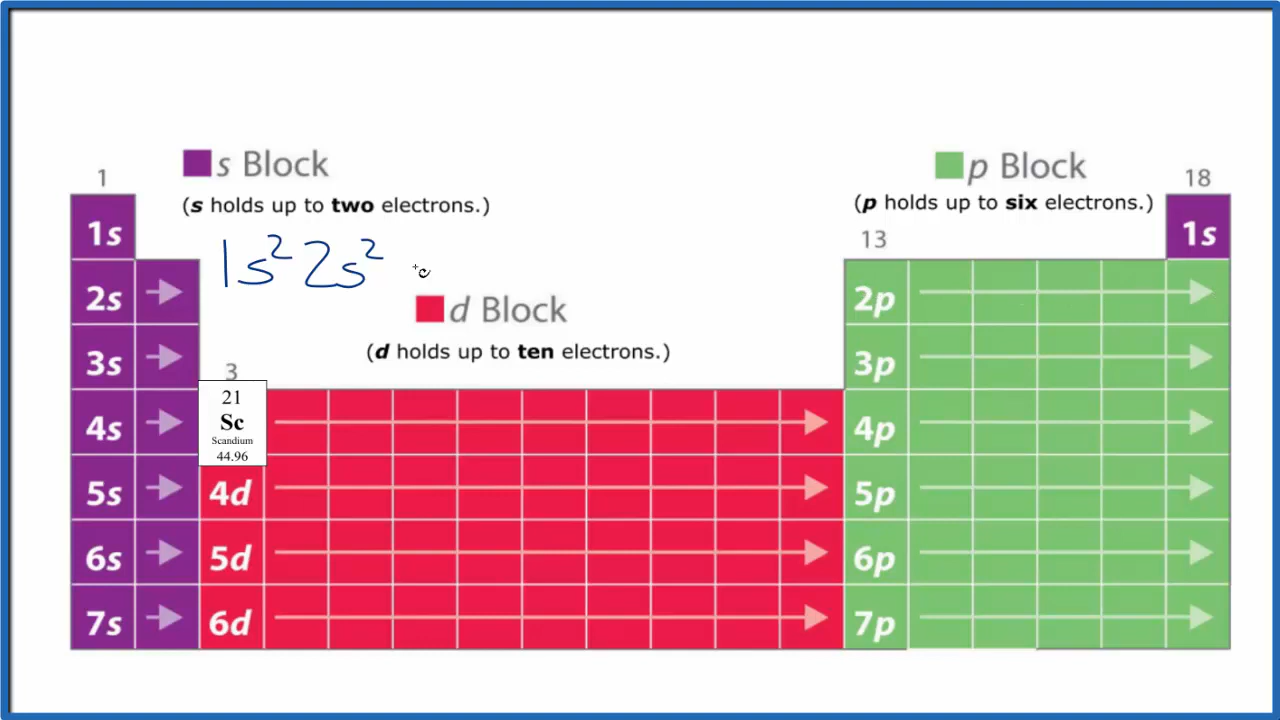 s Block
p Block
1
18
(s holds up to two electrons.)
(p holds up to six electrons.)
1s
1s² 2s²
13
1s
2s
d Block
2p
3s
(d holds up to ten electrons.)
3p
3
4s
21
Sc
Scandium
44.96
4p
5s
4d
5p
6s
5d
6p
7s
6d
7p